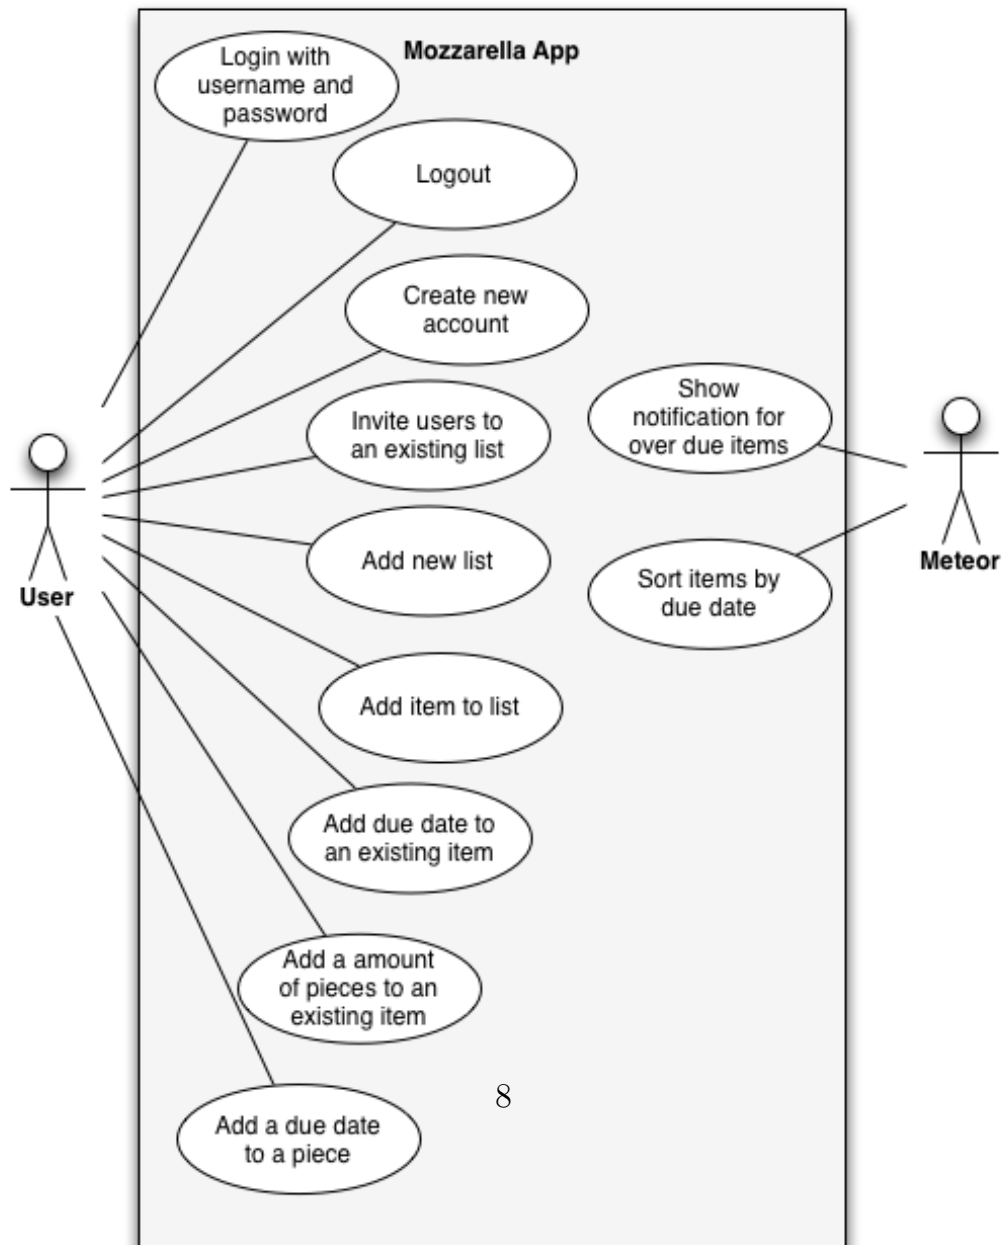 Mozzarella App
Login with
username and
password
Logout
Create new
account
Invite users to
an existing list
Show
notification for
over due items
Add new list
Sort items by
due date
User
Meteor
Add item to list
Add due date to
an existing item
Add a amount
of pieces to an
existing item
8
Add a due date
to a piece